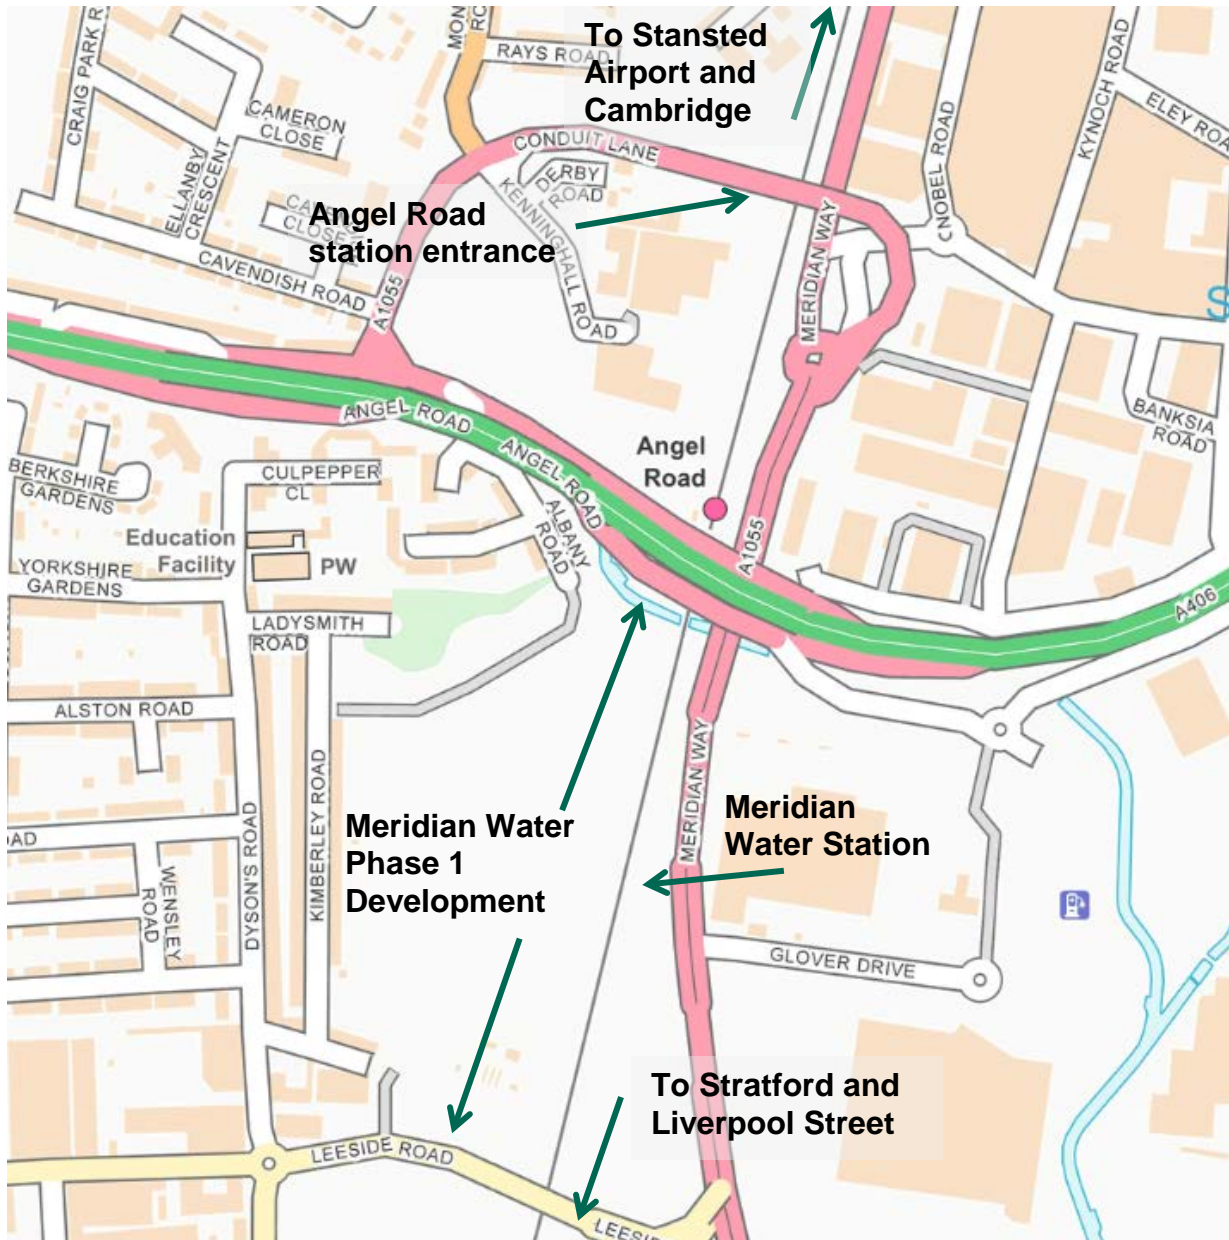 To Stansted
Airport and
Cambridge
RAYS ROAD
CRAIG PARK R
CAMERON
CLOSE
ELLANBY
CRESCENT
CLOSE
CAVENDISH ROAD
CONDUIT LANE
DERBY
ROAD
KENNINGHALL ROAD
Angel Road
station entrance
A1055
MERIDIAN WAY
NOBEL ROAD
KYNOCH ROAD
ELEY ROA
BANKSIA
ROAD
ANGEL ROAD
ANGEL ROAD
Angel
Road
A1055
A406
BERKSHIRE
GARDENS
CULPEPPER
CL
ALBANY
ROAD
Education
Facility
PW
YORKSHIRE
GARDENS
LADYSMITH
ROAD
ALSTON ROAD
MERIDIAN WAY
KIMBERLEY ROAD
DYSON'S ROAD
OAD
WENSLEY
ROAD
Meridian Water
Phase 1
Development
Meridian
Water Station
GLOVER DRIVE
To Stratford and
Liverpool Street
LEESIDE ROAD
LEESI